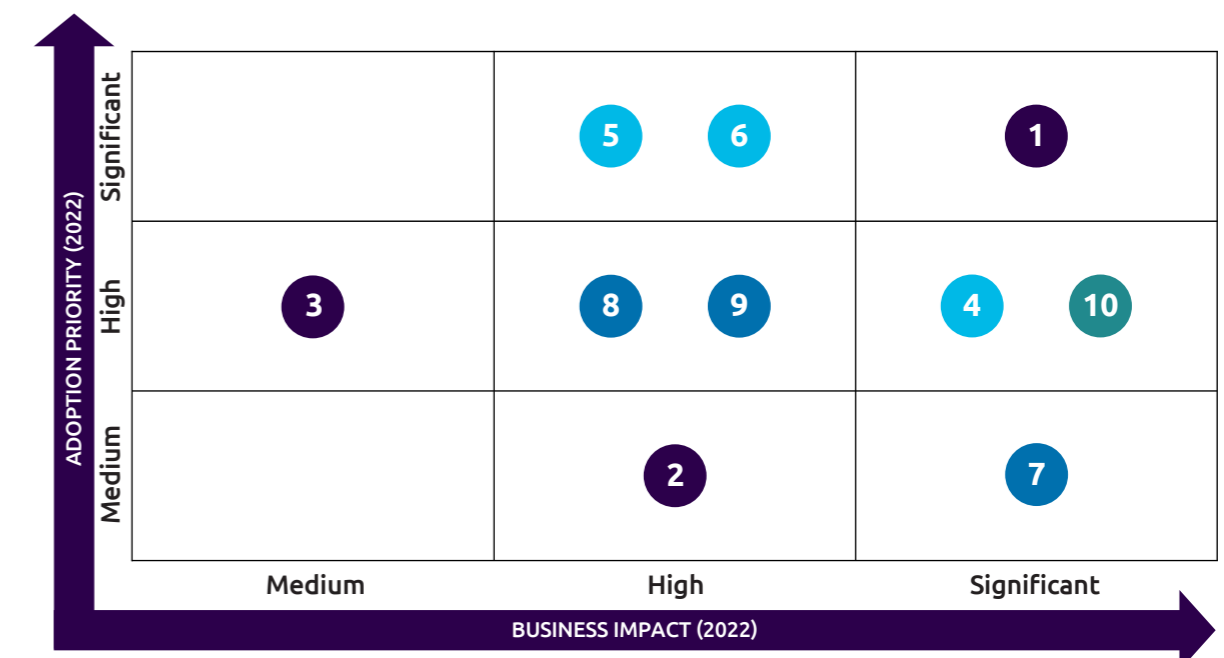 ADOPTION PRIORITY (2022)
Significant
5 6 1
High
3 8 9 4 10
Medium
2 7
Medium High Significant
BUSINESS IMPACT (2022)